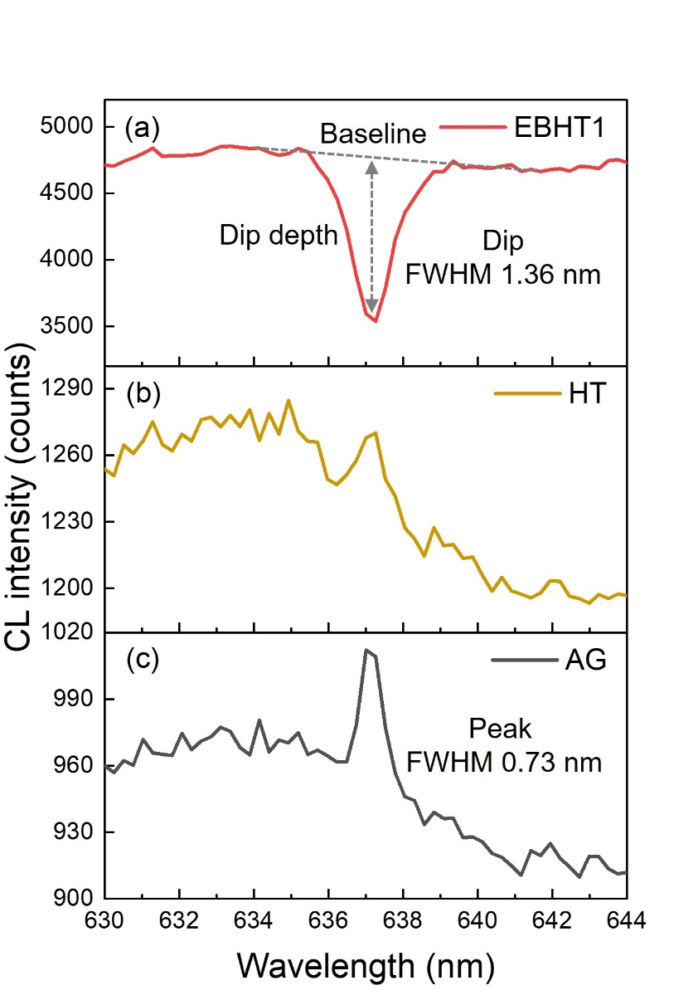 (a)
Baseline
EBHT1
5000
4500
4000
3500
Dip depth
Dip
FWHM 1.36 nm
(b)
HT
1290
1260
1230
1200
1020
CL intensity (counts)
(c)
AG
990
960
930
900
Peak
FWHM 0.73 nm
630 632 634 636 638 640 642 644
Wavelength (nm)